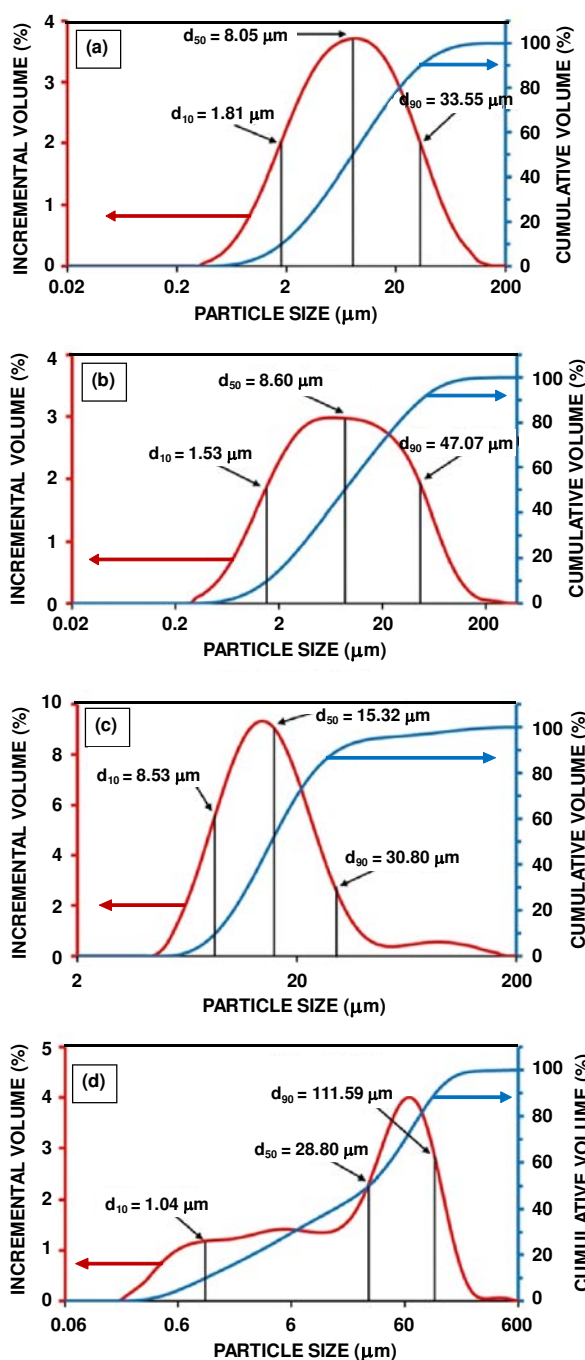 (a)
INCREMENTAL VOLUME (%)
4
3
2
1
0
d50 = 8.05 µm
d10 = 1.81 µm
d90 = 33.55 µm
100
80
60
40
20
0
CUMULATIVE VOLUME (%)
0.02 0.2 2 20 200
PARTICLE SIZE (µm)
(b)
INCREMENTAL VOLUME (%)
4
3
2
1
0
d50 = 8.60 µm
d10 = 1.53 µm
d90 = 47.07 µm
100
80
60
40
20
0
CUMULATIVE VOLUME (%)
0.02 0.2 2 20 200
PARTICLE SIZE (µm)
(c)
INCREMENTAL VOLUME (%)
10
8
6
4
2
0
d50 = 15.32 µm
d10 = 8.53 µm
d90 = 30.80 µm
100
80
60
40
20
0
CUMULATIVE VOLUME (%)
2 20 200
PARTICLE SIZE (µm)
(d)
INCREMENTAL VOLUME (%)
5
4
3
2
1
0
d90 = 111.59 µm
d50 = 28.80 µm
d10 = 1.04 µm
100
80
60
40
20
0
CUMULATIVE VOLUME (%)
0.06 0.6 6 60 600
PARTICLE SIZE (µm)